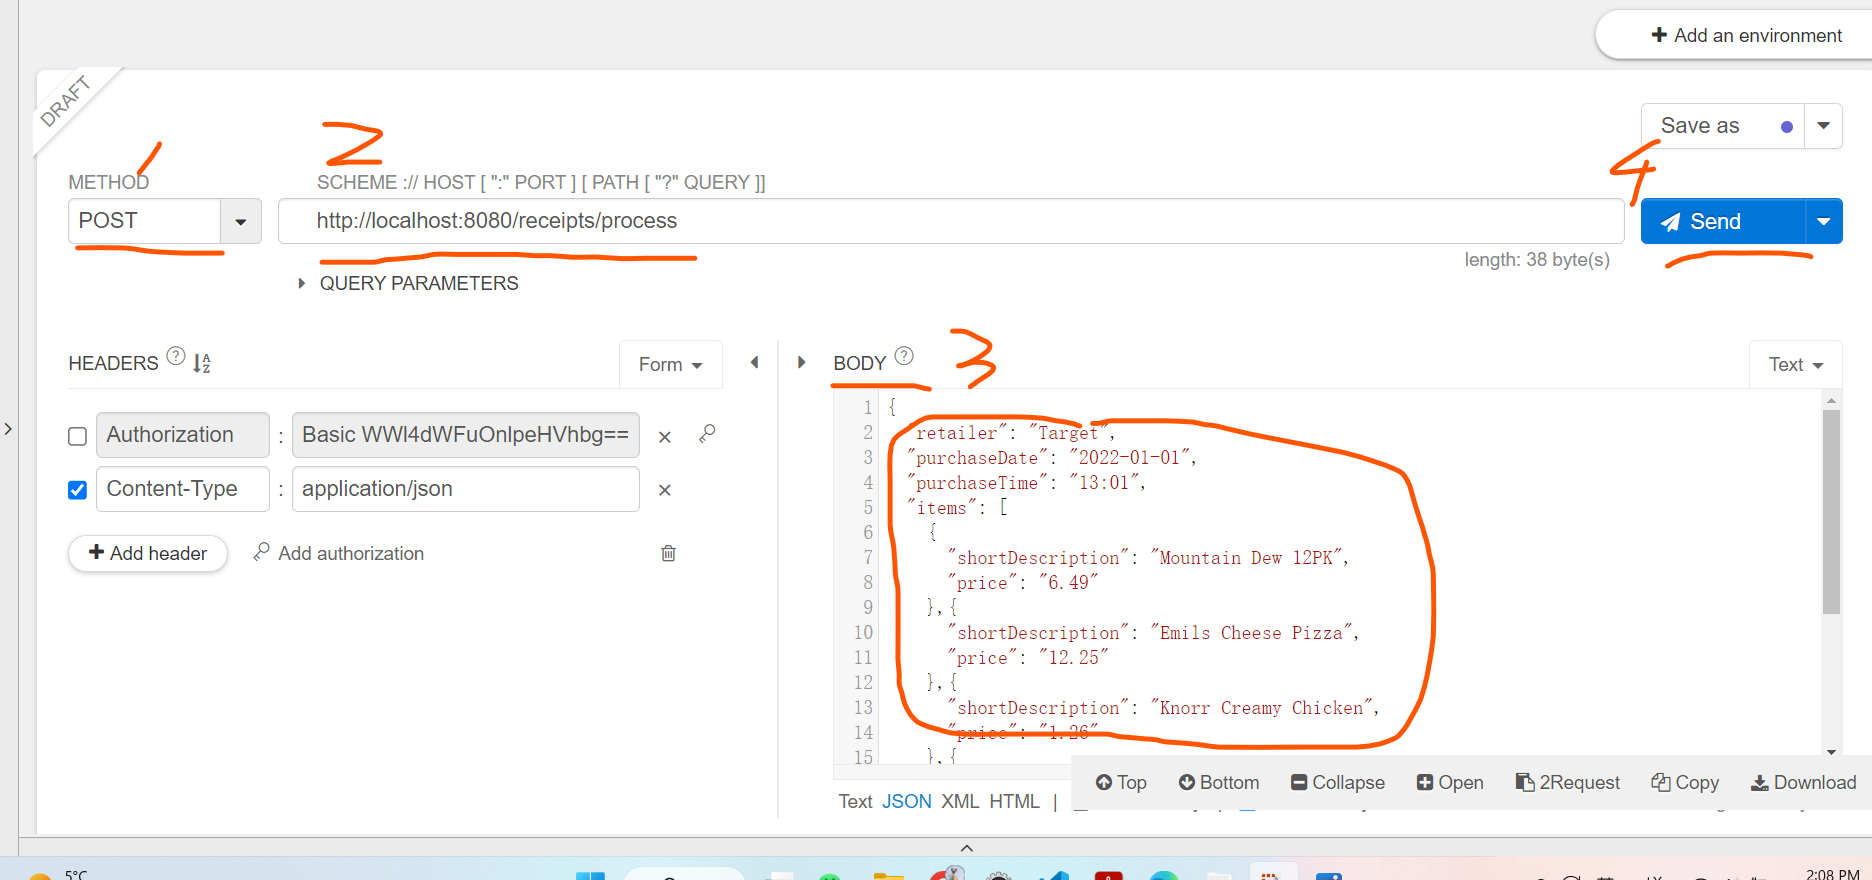 + Add an environment
DRAFT
Save as
1
2
4
METHOD
SCHEME :// HOST [ ":" PORT ] [ PATH [ "?" QUERY ]]
POST
http://localhost:8080/receipts/process
Send
length: 38 byte(s)
QUERY PARAMETERS
3
HEADERS ?
Form
BODY ?
Text
Authorization : Basic
Content-Type : application/json
+ Add header
Add authorization
1 {
2 "retailer": "Target",
3 "purchaseDate": "2022-01-01",
4 "purchaseTime": "13:01",
5 "items": [
6 {
7 "shortDescription": "Mountain Dew 12PK",
8 "price": "6.49"
9 },{
10 "shortDescription": "Emils Cheese Pizza",
11 "price": "12.25"
12 },{
13 "shortDescription": "Knorr Creamy Chicken",
14 "price": "1.26"
15 },{
Top Bottom Collapse Open 2Request Copy Download
Text JSON XML HTML |
5°C
2:08 PM